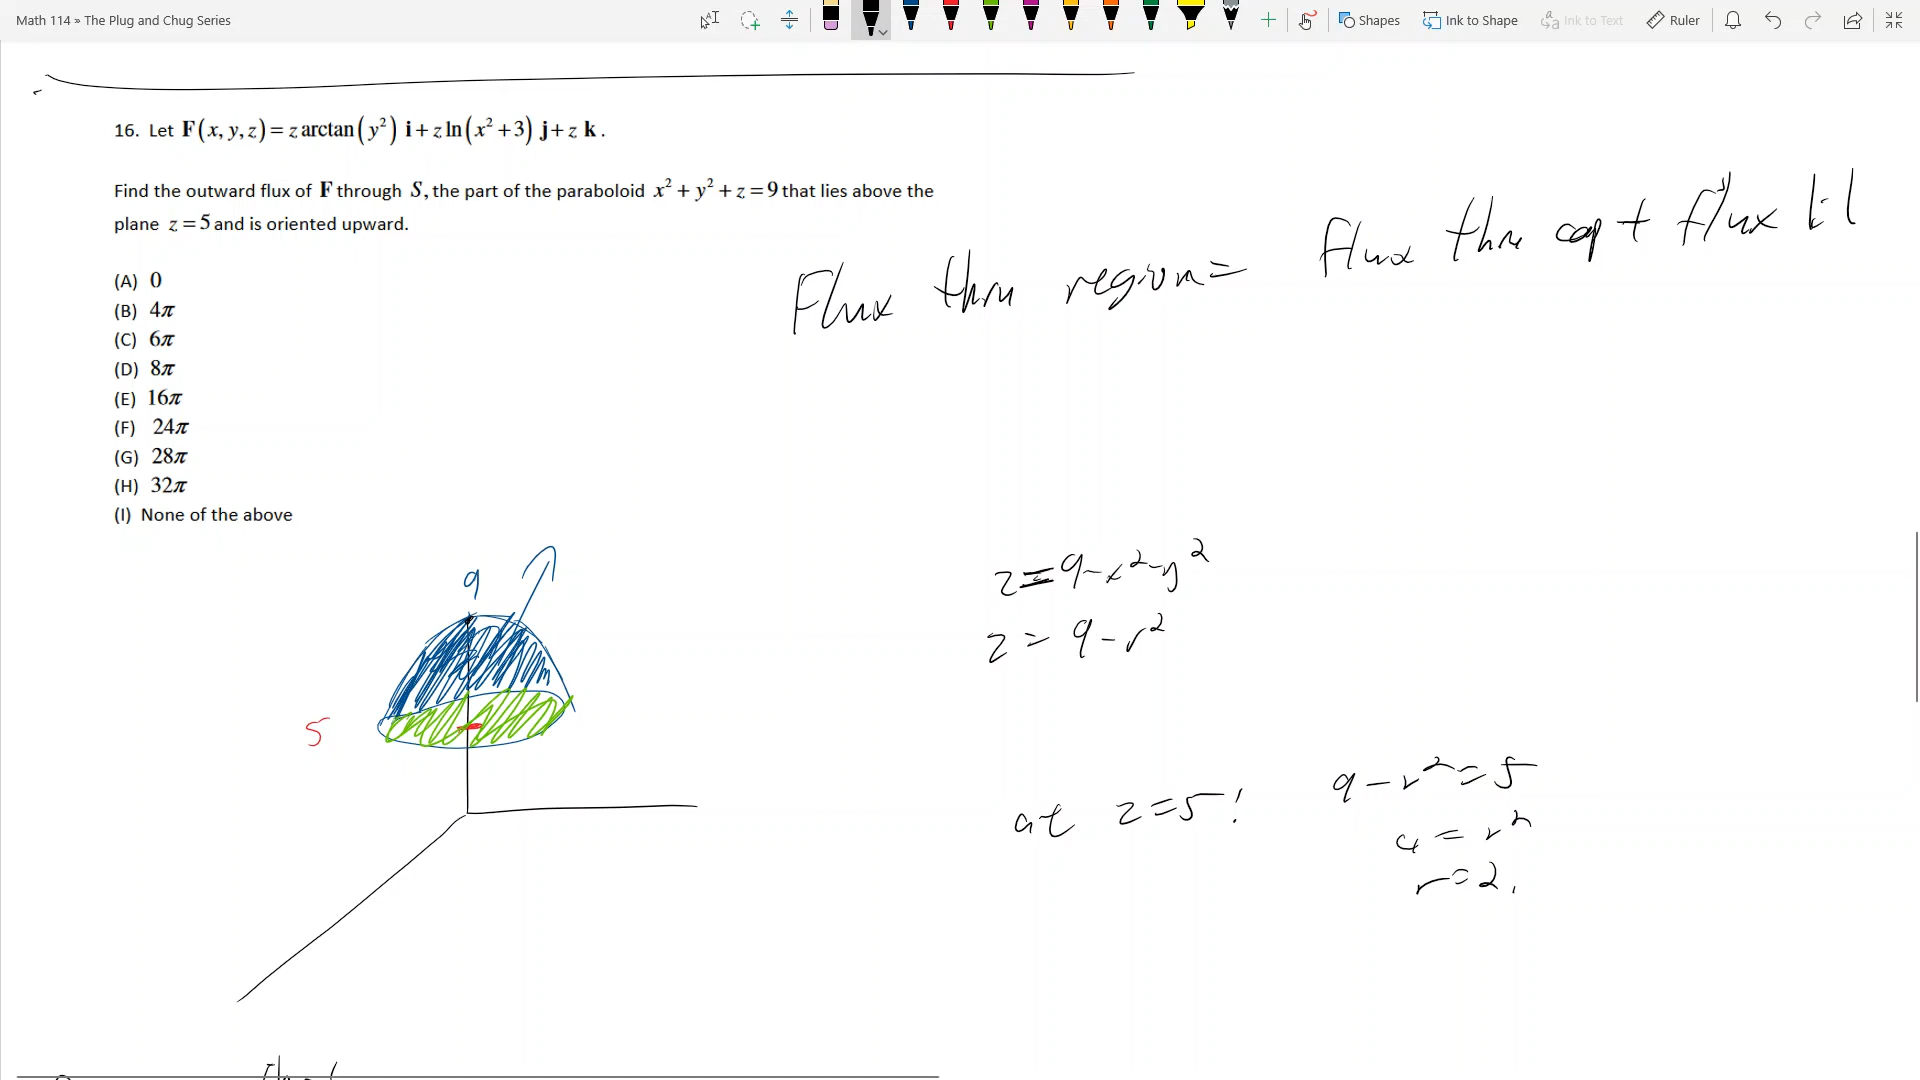 Math 114 » The Plug and Chug Series
Shapes
Ink to Shape
Ink to Text
Ruler
16. Let F(x, y, z) = z arctan(y²) i + z ln(x² + 3) j + z k.
Find the outward flux of F through S, the part of the paraboloid x² + y² + z = 9 that lies above the
plane z = 5 and is oriented upward.
Flux thru region = flux thru cap + flux
(A) 0
(B) 4π
(C) 6π
(D) 8π
(E) 16π
(F) 24π
(G) 28π
(H) 32π
(I) None of the above
9
z = 9 - x² - y²
z = 9 - r²
5
at z = 5!
9 - r² = 5
4 = r²
r = 2.